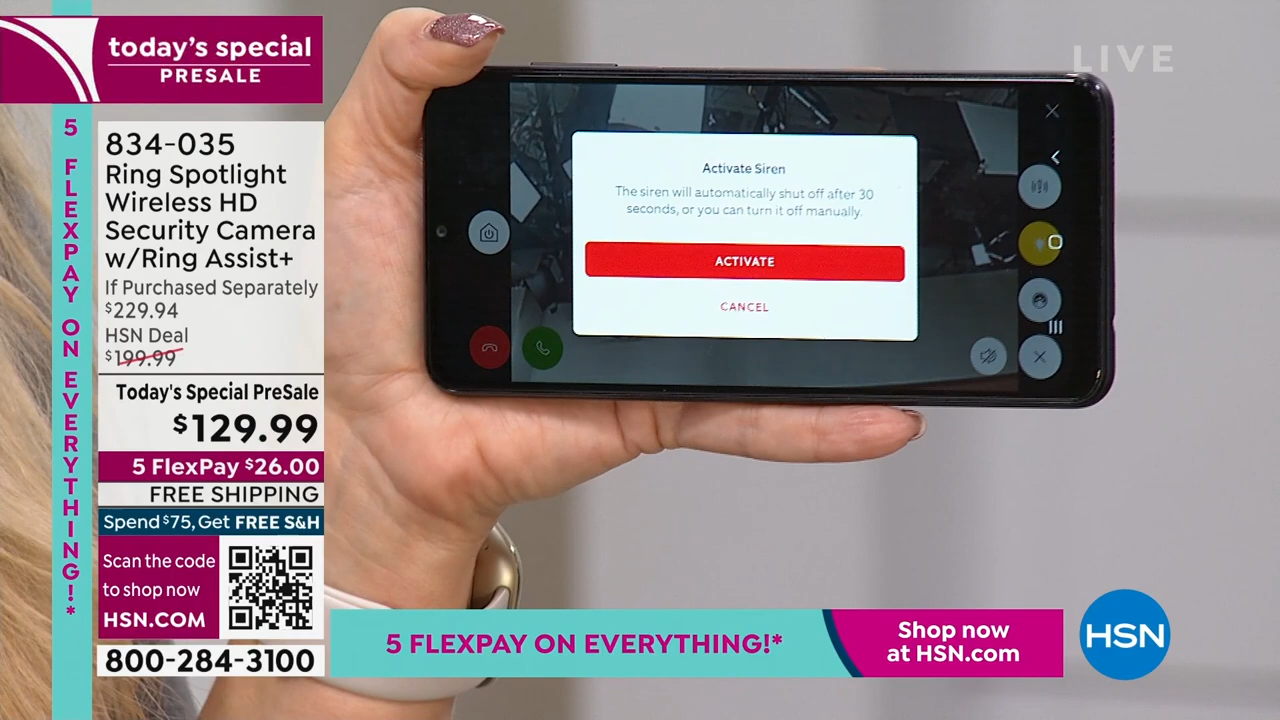 today's special
PRESALE
5 FLEXPAY ON EVERYTHING!*
834-035
Ring Spotlight
Wireless HD
Security Camera
w/Ring Assist+
If Purchased Separately
$229.94
HSN Deal
$199.99
Today's Special PreSale
$129.99
5 FlexPay $26.00
FREE SHIPPING
Spend $75, Get FREE S&H
Scan the code
to shop now
HSN.COM
800-284-3100
LIVE
Activate Siren
The siren will automatically shut off after 30
seconds, or you can turn it off manually.
ACTIVATE
CANCEL
5 FLEXPAY ON EVERYTHING!*
Shop now
at HSN.com
HSN